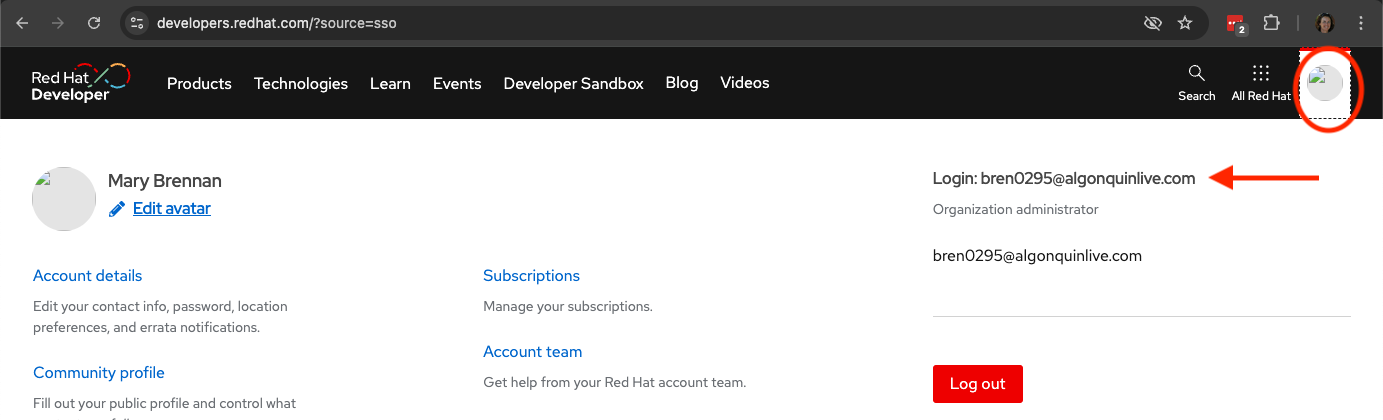 developers.redhat.com/?source=sso
2
Red Hat
Developer
Products
Technologies
Learn
Events
Developer Sandbox
Blog
Videos
Search
All Red Hat
Mary Brennan
Edit avatar
Login: bren0295@algonquinlive.com
Organization administrator
bren0295@algonquinlive.com
Account details
Edit your contact info, password, location
preferences, and errata notifications.
Subscriptions
Manage your subscriptions.
Community profile
Fill out your public profile and control what
Account team
Get help from your Red Hat account team.
Log out